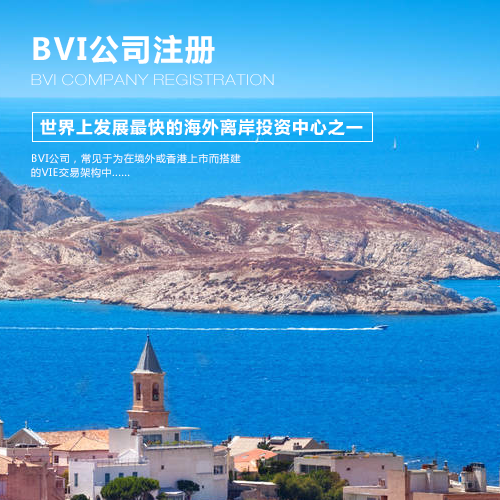 BVI公司注册
BVI COMPANY REGISTRATION
世界上发展最快的海外离岸投资中心之一
BVI公司，常见于为在境外或香港上市而搭建
的VIE交易架构中......